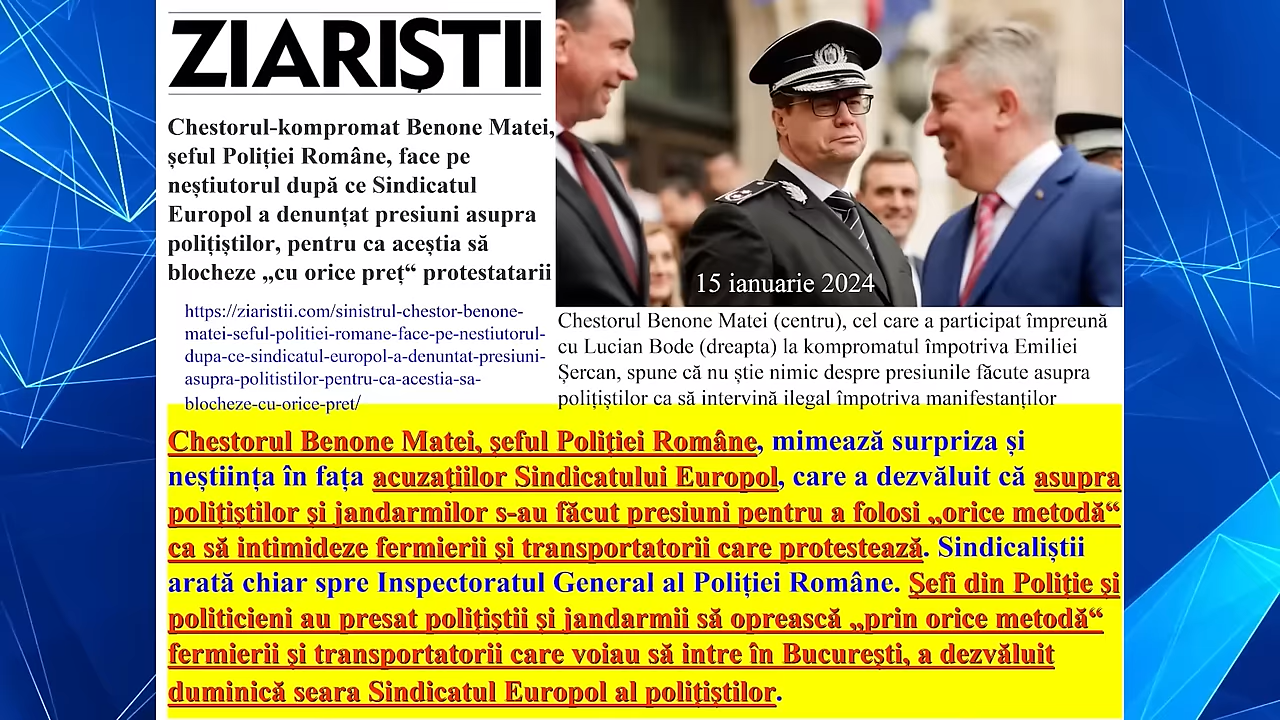 ZIARIȘTII
Chestorul-kompromat Benone Matei,
șeful Poliției Române, face pe
neștiutorul după ce Sindicatul
Europol a denunțat presiuni asupra
polițiștilor, pentru ca aceștia să
blocheze „cu orice preț“ protestatarii
https://ziaristii.com/sinistrul-chestor-benone-
matei-seful-politiei-romane-face-pe-nestiutorul-
dupa-ce-sindicatul-europol-a-denuntat-presiuni-
asupra-politistilor-pentru-ca-acestia-sa-
blocheze-cu-orice-pret/
15 ianuarie 2024
Chestorul Benone Matei (centru), cel care a participat împreună
cu Lucian Bode (dreapta) la kompromatul împotriva Emiliei
Șercan, spune că nu știe nimic despre presiunile făcute asupra
polițiștilor ca să intervină ilegal împotriva manifestanților
Chestorul Benone Matei, șeful Poliției Române, mimează surpriza și
neștiința în fața acuzațiilor Sindicatului Europol, care a dezvăluit că asupra
polițiștilor și jandarmilor s-au făcut presiuni pentru a folosi „orice metodă“
ca să intimideze fermierii și transportatorii care protestează. Sindicaliștii
arată chiar spre Inspectoratul General al Poliției Române. Șefi din Poliție și
politicieni au presat polițiștii și jandarmii să oprească „prin orice metodă“
fermierii și transportatorii care voiau să intre în București, a dezvăluit
duminică seara Sindicatul Europol al polițiștilor.